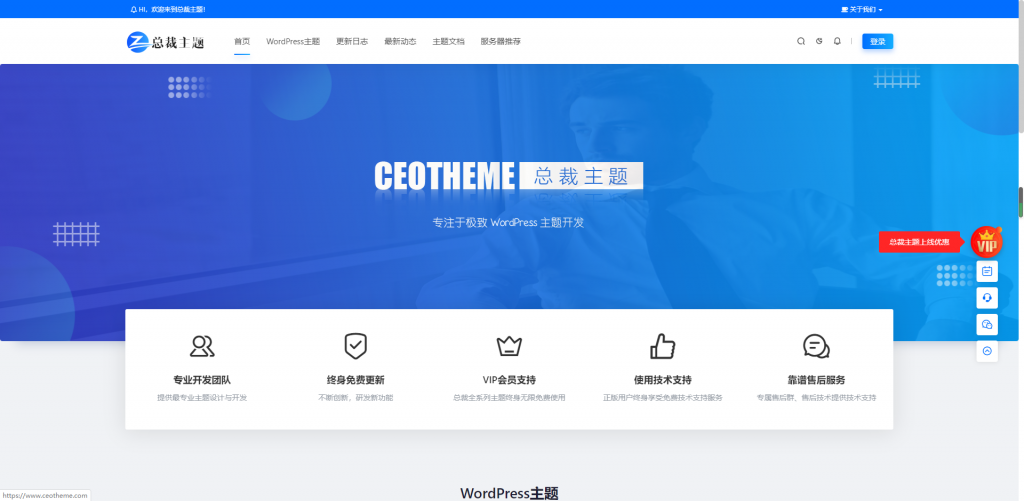 HI、欢迎来到总裁主题！
关于我们
总裁主题
首页
WordPress主题
更新日志
最新动态
主题文档
服务器推荐
登录
CEOTHEME 总裁主题
专注于极致 WordPress 主题开发
总裁主题上线优惠
VIP
专业开发团队
提供最专业主题设计与开发
终身免费更新
不断创新，研发新功能
VIP会员支持
总裁全系列主题终身无限免费使用
使用技术支持
正版用户终身享受免费技术支持服务
靠谱售后服务
专属售后群、售后技术提供技术支持
WordPress主题
https://www.ceotheme.com